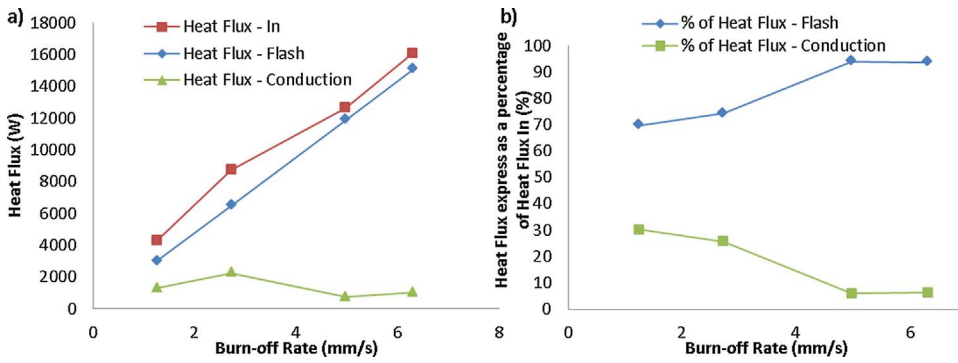 a)
Heat Flux - In
Heat Flux - Flash
Heat Flux - Conduction
Heat Flux (W)
18000
16000
14000
12000
10000
8000
6000
4000
2000
0
0 2 4 6 8
Burn-off Rate (mm/s)
b)
% of Heat Flux - Flash
% of Heat Flux - Conduction
Heat Flux express as a percentage
of Heat Flux In (%)
100
90
80
70
60
50
40
30
20
10
0
0 2 4 6
Burn-off Rate (mm/s)